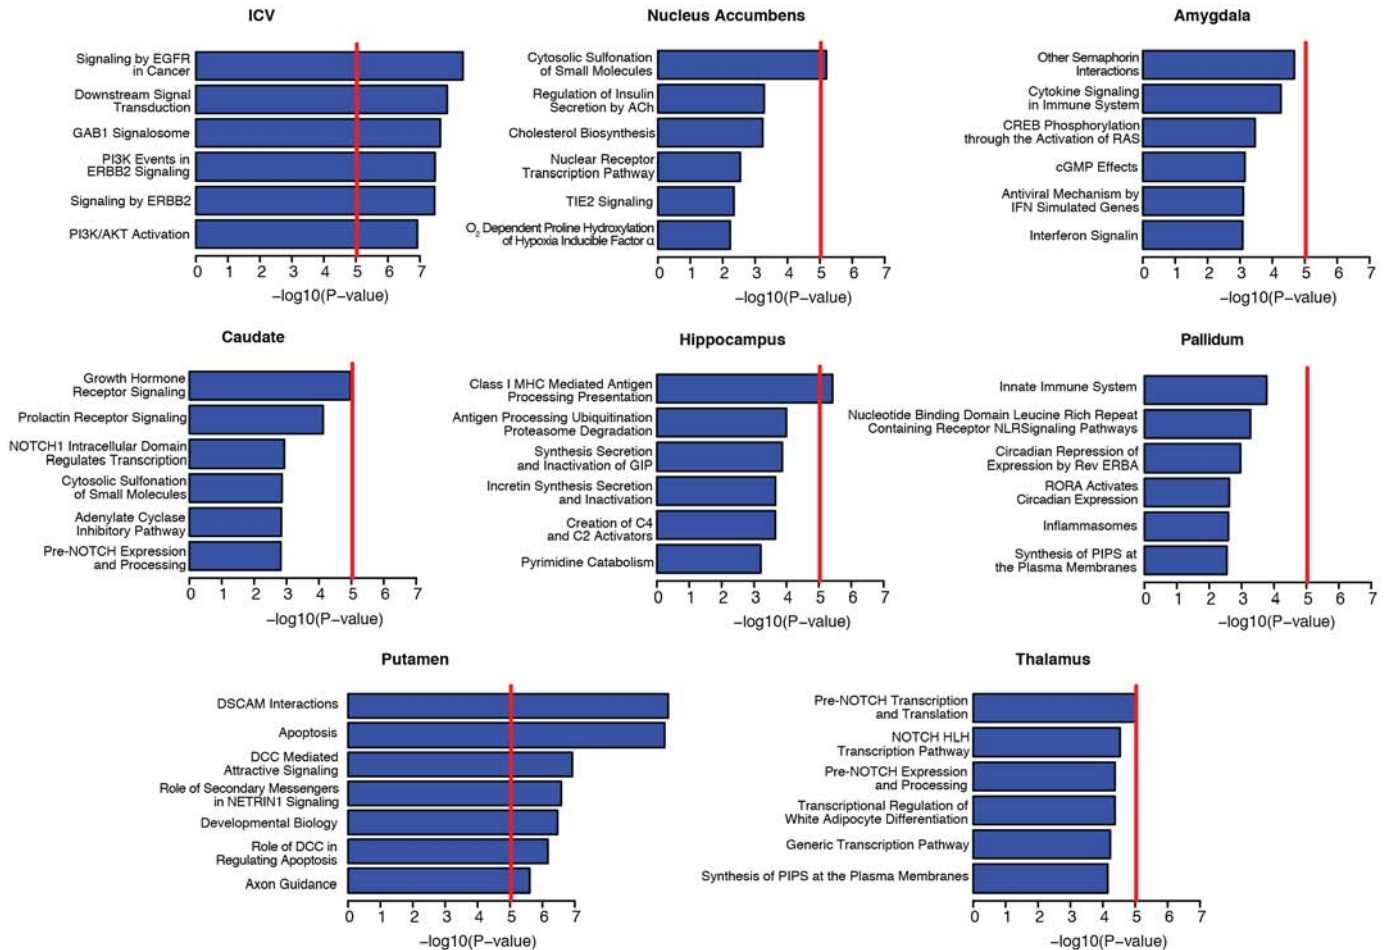 ICV
Signaling by EGFR
in Cancer
Downstream Signal
Transduction
GAB1 Signalosome
PI3K Events in
ERBB2 Signaling
Signaling by ERBB2
PI3K/AKT Activation
0 1 2 3 4 5 6 7
−log10(P−value)
Nucleus Accumbens
Cytosolic Sulfonation
of Small Molecules
Regulation of Insulin
Secretion by ACh
Cholesterol Biosynthesis
Nuclear Receptor
Transcription Pathway
TIE2 Signaling
O2 Dependent Proline Hydroxylation
of Hypoxia Inducible Factor α
0 1 2 3 4 5 6 7
−log10(P−value)
Amygdala
Other Semaphorin
Interactions
Cytokine Signaling
in Immune System
CREB Phosphorylation
through the Activation of RAS
cGMP Effects
Antiviral Mechanism by
IFN Simulated Genes
Interferon Signalin
0 1 2 3 4 5 6 7
−log10(P−value)
Caudate
Growth Hormone
Receptor Signaling
Prolactin Receptor Signaling
NOTCH1 Intracellular Domain
Regulates Transcription
Cytosolic Sulfonation
of Small Molecules
Adenylate Cyclase
Inhibitory Pathway
Pre-NOTCH Expression
and Processing
0 1 2 3 4 5 6 7
−log10(P−value)
Hippocampus
Class I MHC Mediated Antigen
Processing Presentation
Antigen Processing Ubiquitination
Proteasome Degradation
Synthesis Secretion
and Inactivation of GIP
Incretin Synthesis Secretion
and Inactivation
Creation of C4
and C2 Activators
Pyrimidine Catabolism
0 1 2 3 4 5 6 7
−log10(P−value)
Pallidum
Innate Immune System
Nucleotide Binding Domain Leucine Rich Repeat
Containing Receptor NLRSignaling Pathways
Circadian Repression of
Expression by Rev ERBA
RORA Activates
Circadian Expression
Inflammasomes
Synthesis of PIPS at
the Plasma Membranes
0 1 2 3 4 5 6 7
−log10(P−value)
Putamen
DSCAM Interactions
Apoptosis
DCC Mediated
Attractive Signaling
Role of Secondary Messengers
in NETRIN1 Signaling
Developmental Biology
Role of DCC in
Regulating Apoptosis
Axon Guidance
0 1 2 3 4 5 6 7
−log10(P−value)
Thalamus
Pre-NOTCH Transcription
and Translation
NOTCH HLH
Transcription Pathway
Pre-NOTCH Expression
and Processing
Transcriptional Regulation of
White Adipocyte Differentiation
Generic Transcription Pathway
Synthesis of PIPS at the Plasma Membranes
0 1 2 3 4 5 6 7
−log10(P−value)